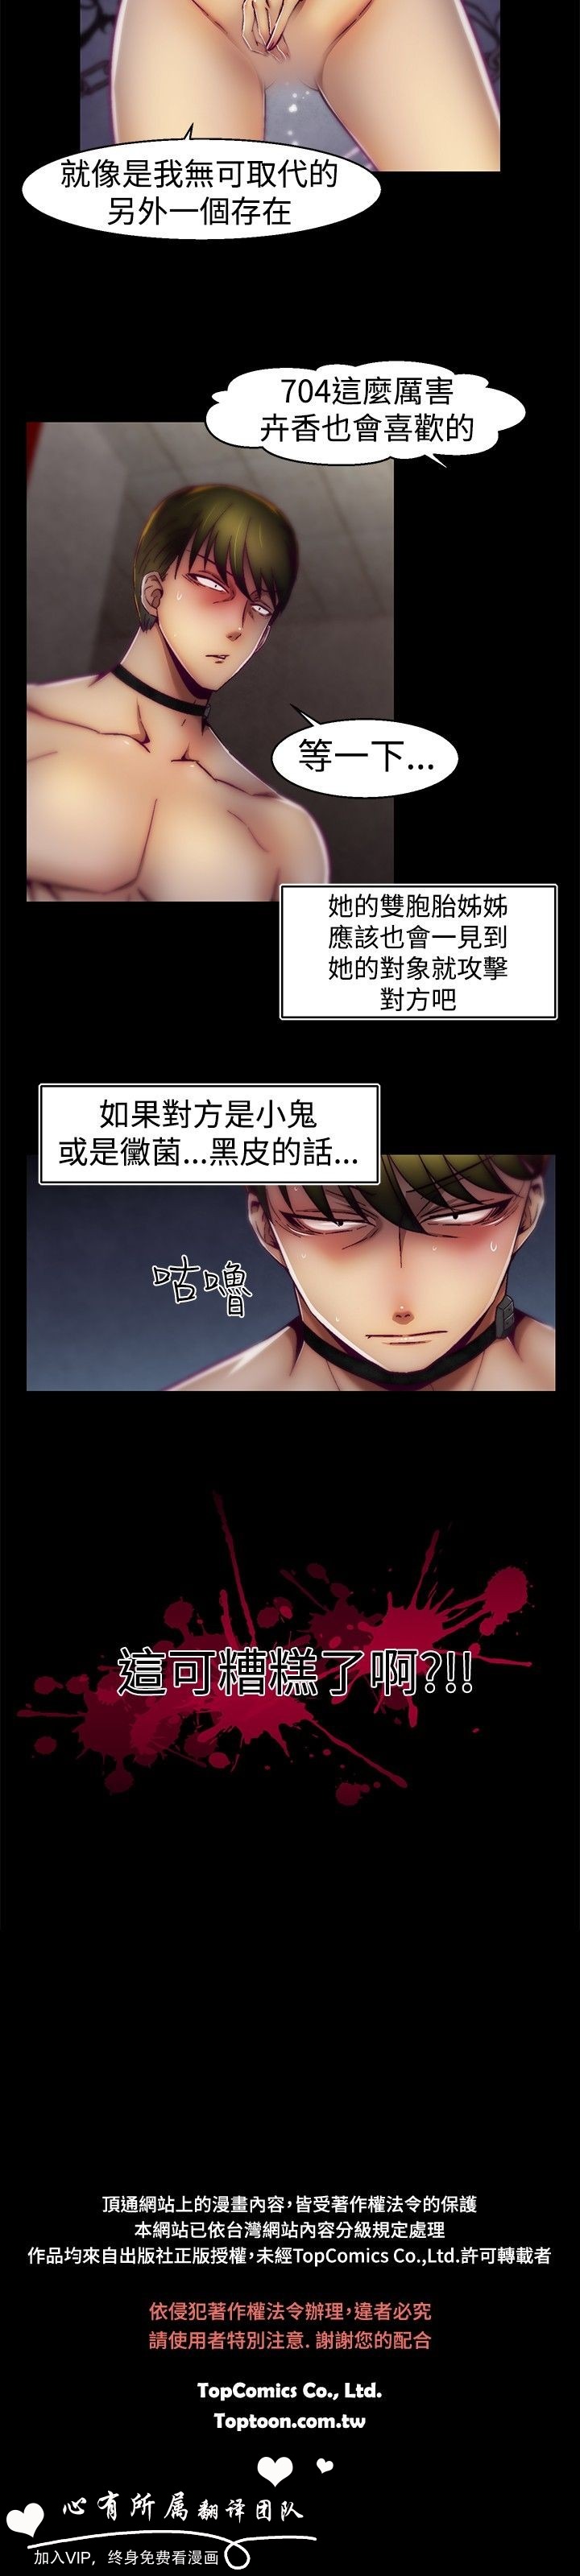 就像是我無可取代的
另外一個存在
704這麼厲害
卉香也會喜歡的
等一下...
她的雙胞胎姊姊
應該也會一見到
她的對象就攻擊
對方吧
如果對方是小鬼
或是黴菌...黑皮的話...
咕嚕
這可糟糕了啊?!!
頂通網站上的漫畫內容，皆受著作權法令的保護
本網站已依台灣網站內容分級規定處理
作品均來自出版社正版授權，未經TopComics Co.,Ltd.許可轉載者
依侵犯著作權法令辦理，違者必究
請使用者特別注意. 謝謝您的配合
TopComics Co., Ltd.
Toptoon.com.tw
心有所属翻译团队
加入VIP，终身免费看漫画